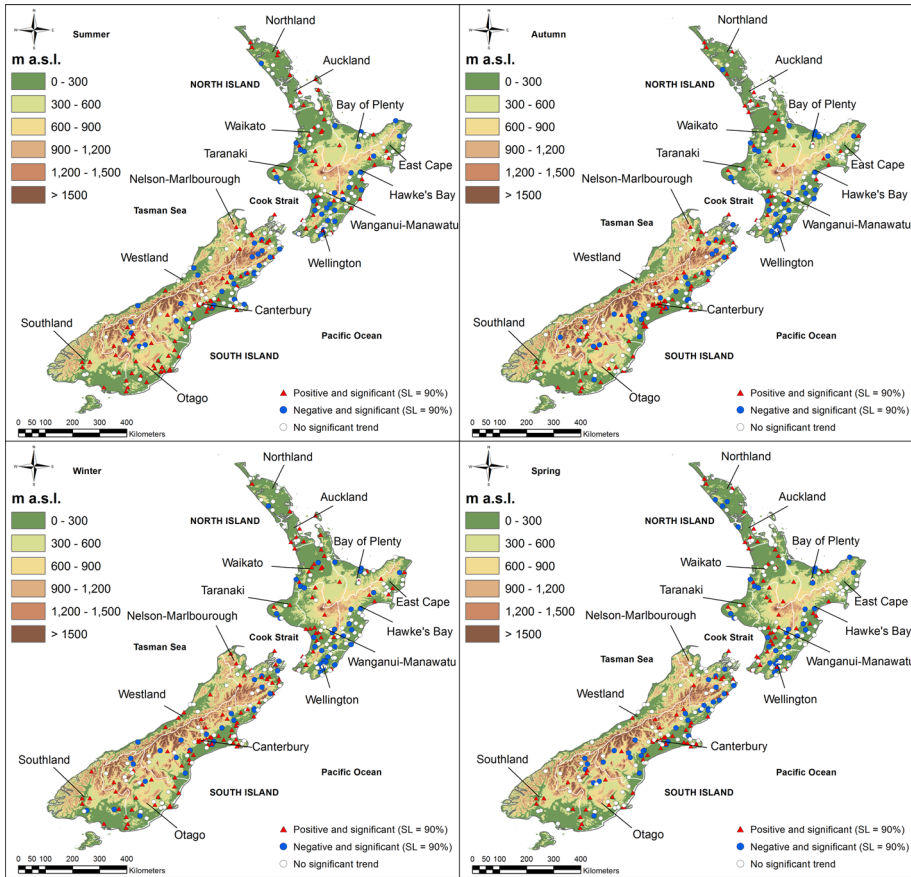 Summer
m a.s.l.
0 - 300
300 - 600
600 - 900
900 - 1,200
1,200 - 1,500
> 1500
Northland
Auckland
NORTH ISLAND
Bay of Plenty
Waikato
Taranaki
East Cape
Nelson-Marlbourough
Hawke's Bay
Tasman Sea
Cook Strait
Wanganui-Manawatu
Wellington
Westland
Canterbury
Southland
Pacific Ocean
SOUTH ISLAND
Otago
Positive and significant (SL = 90%)
Negative and significant (SL = 90%)
No significant trend
0 50 100 200 300 400
Kilometers
N
W E
S
Autumn
m a.s.l.
0 - 300
300 - 600
600 - 900
900 - 1,200
1,200 - 1,500
> 1500
Northland
Auckland
NORTH ISLAND
Bay of Plenty
Waikato
Taranaki
East Cape
Nelson-Marlbourough
Hawke's Bay
Tasman Sea
Cook Strait
Wanganui-Manawatu
Wellington
Westland
Canterbury
Southland
Pacific Ocean
SOUTH ISLAND
Otago
Positive and significant (SL = 90%)
Negative and significant (SL = 90%)
No significant trend
0 50 100 200 300 400
Kilometers
N
W E
S
Winter
m a.s.l.
0 - 300
300 - 600
600 - 900
900 - 1,200
1,200 - 1,500
> 1500
Northland
Auckland
NORTH ISLAND
Bay of Plenty
Waikato
Taranaki
East Cape
Nelson-Marlbourough
Hawke's Bay
Tasman Sea
Cook Strait
Wanganui-Manawatu
Wellington
Westland
Canterbury
Southland
Pacific Ocean
SOUTH ISLAND
Otago
Positive and significant (SL = 90%)
Negative and significant (SL = 90%)
No significant trend
0 50 100 200 300 400
Kilometers
N
W E
S
Spring
m a.s.l.
0 - 300
300 - 600
600 - 900
900 - 1,200
1,200 - 1,500
> 1500
Northland
Auckland
NORTH ISLAND
Bay of Plenty
Waikato
Taranaki
East Cape
Nelson-Marlbourough
Hawke's Bay
Tasman Sea
Cook Strait
Wanganui-Manawatu
Wellington
Westland
Canterbury
Southland
Pacific Ocean
SOUTH ISLAND
Otago
Positive and significant (SL = 90%)
Negative and significant (SL = 90%)
No significant trend
0 50 100 200 300 400
Kilometers
N
W E
S